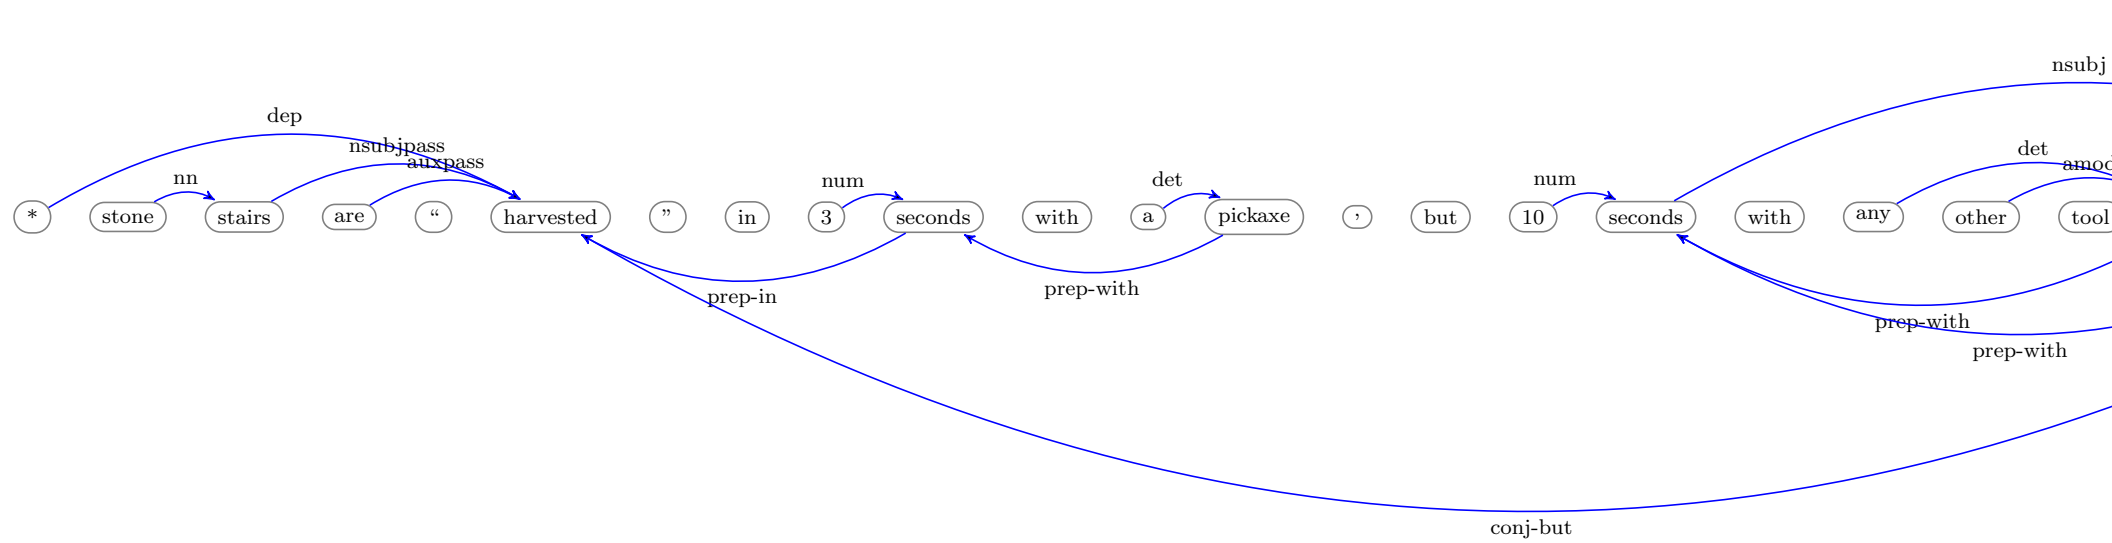 nsubj
dep
nsubjpass
auxpass
nn
num
det
num
det
amod
* stone stairs are “ harvested ” in 3 seconds with a pickaxe , but 10 seconds with any other tool
prep-in
prep-with
prep-with
prep-with
conj-but